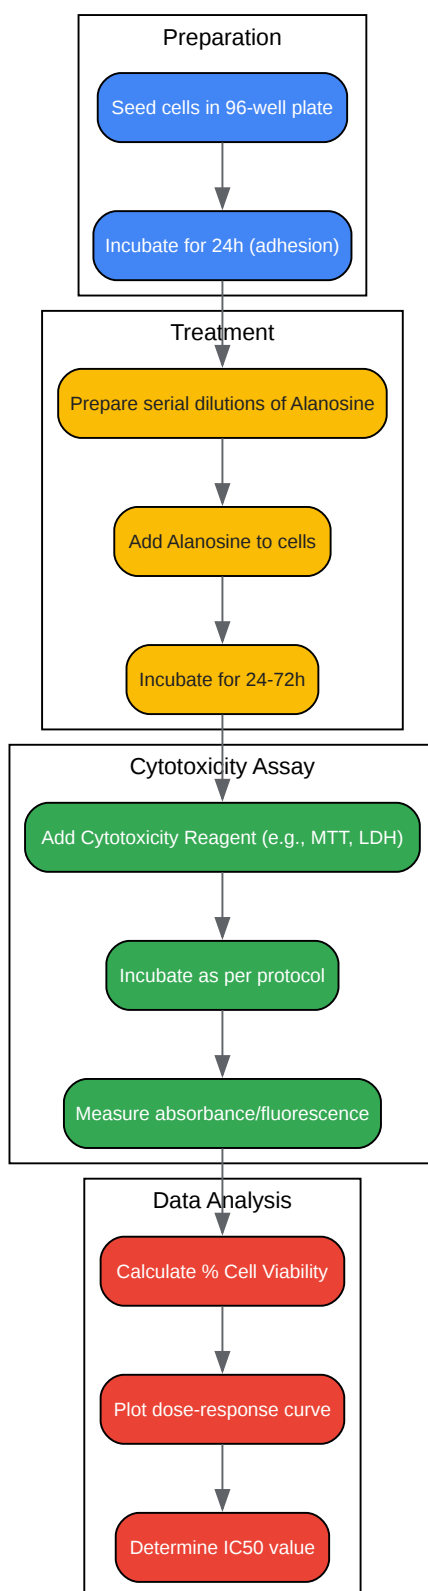 Preparation
Seed cells in 96-well plate
Incubate for 24h (adhesion)
Treatment
Prepare serial dilutions of Alanosine
Add Alanosine to cells
Incubate for 24-72h
Cytotoxicity Assay
Add Cytotoxicity Reagent (e.g., MTT, LDH)
Incubate as per protocol
Measure absorbance/fluorescence
Data Analysis
Calculate % Cell Viability
Plot dose-response curve
Determine IC50 value